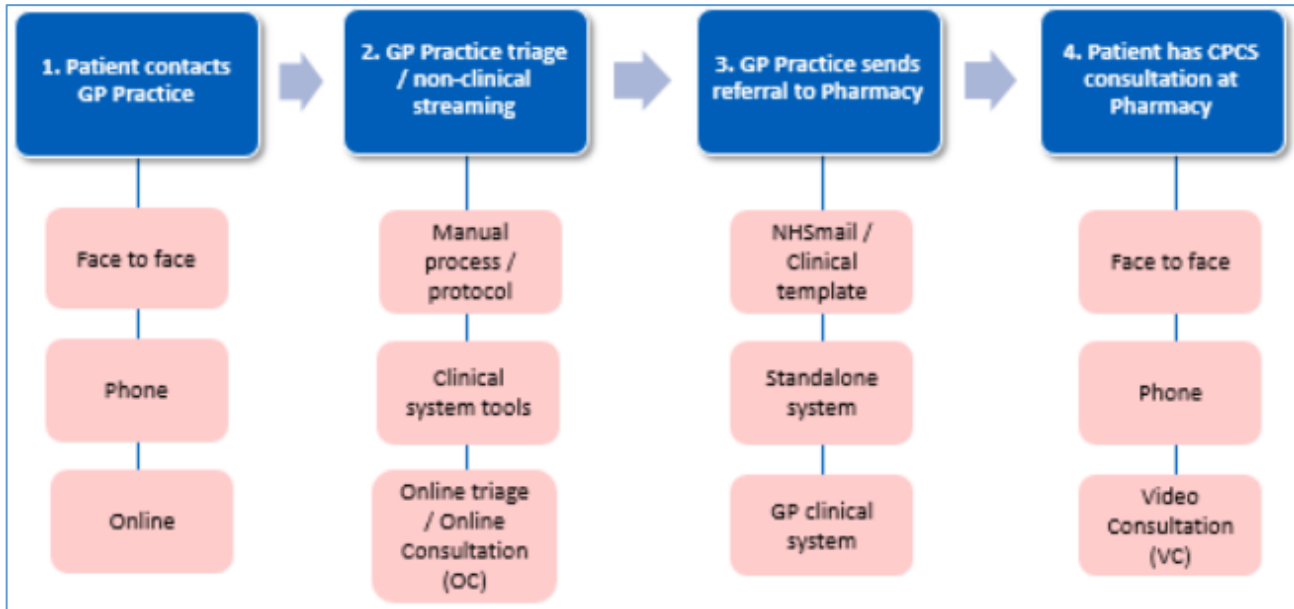 1. Patient contacts
GP Practice
2. GP Practice triage
/ non-clinical
streaming
3. GP Practice sends
referral to Pharmacy
4. Patient has CPCS
consultation at
Pharmacy
Face to face
Phone
Online
Manual
process /
protocol
Clinical
system tools
Online triage
/ Online
Consultation
(OC)
NHSmail /
Clinical
template
Standalone
system
GP clinical
system
Face to face
Phone
Video
Consultation
(VC)